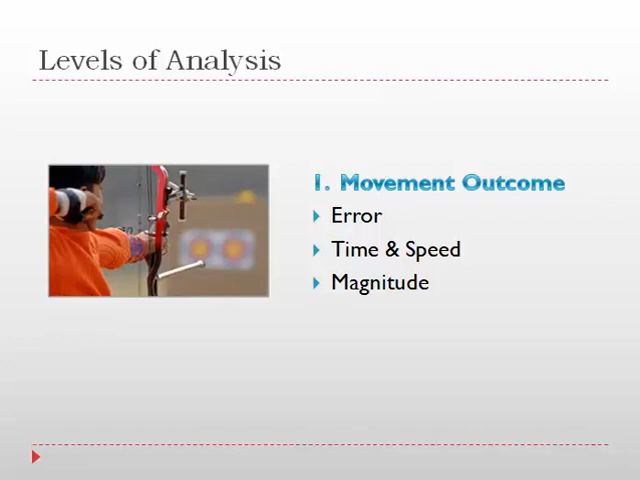 Levels of Analysis
1. Movement Outcome
Error
Time & Speed
Magnitude